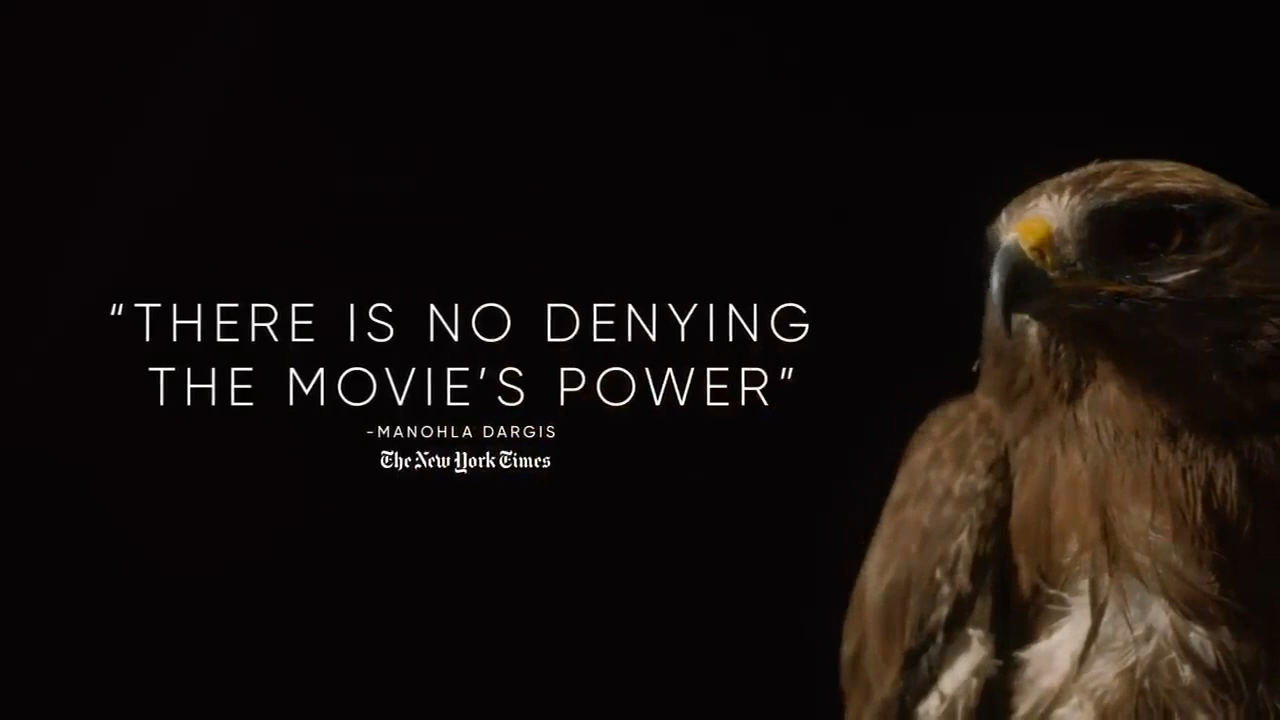 “THERE IS NO DENYING
THE MOVIE’S POWER”
-MANOHLA DARGIS
The New York Times